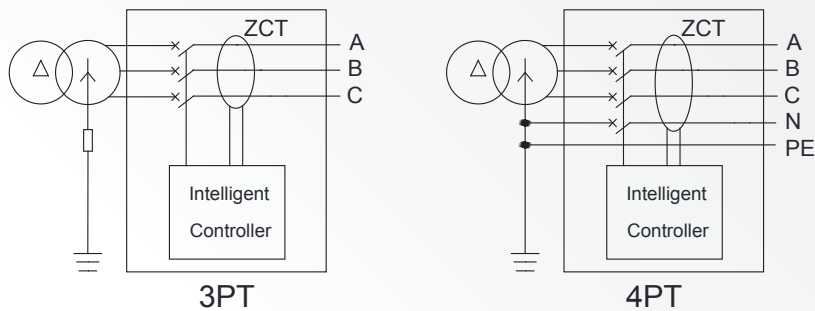 ZCT
A
B
C
Intelligent
Controller
3PT
ZCT
A
B
C
N
PE
Intelligent
Controller
4PT